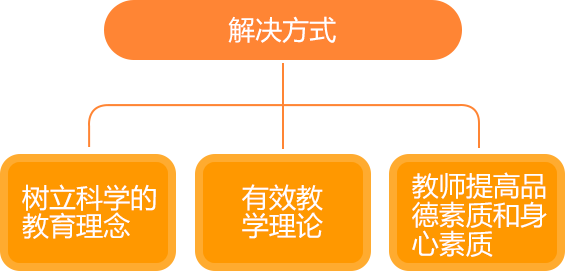 解决方式
树立科学的
教育理念
有效教
学理论
教师提高品
德素质和身
心素质